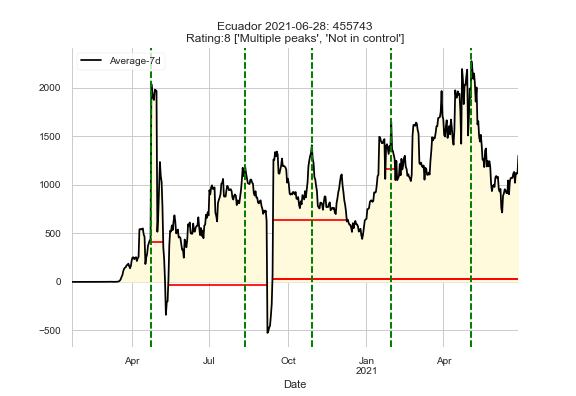 Ecuador 2021-06-28: 455743
Rating:8 ['Multiple peaks', 'Not in control']
Average-7d
2000
1500
1000
500
0
−500
Apr
Jul
Oct
Jan
2021
Apr
Date